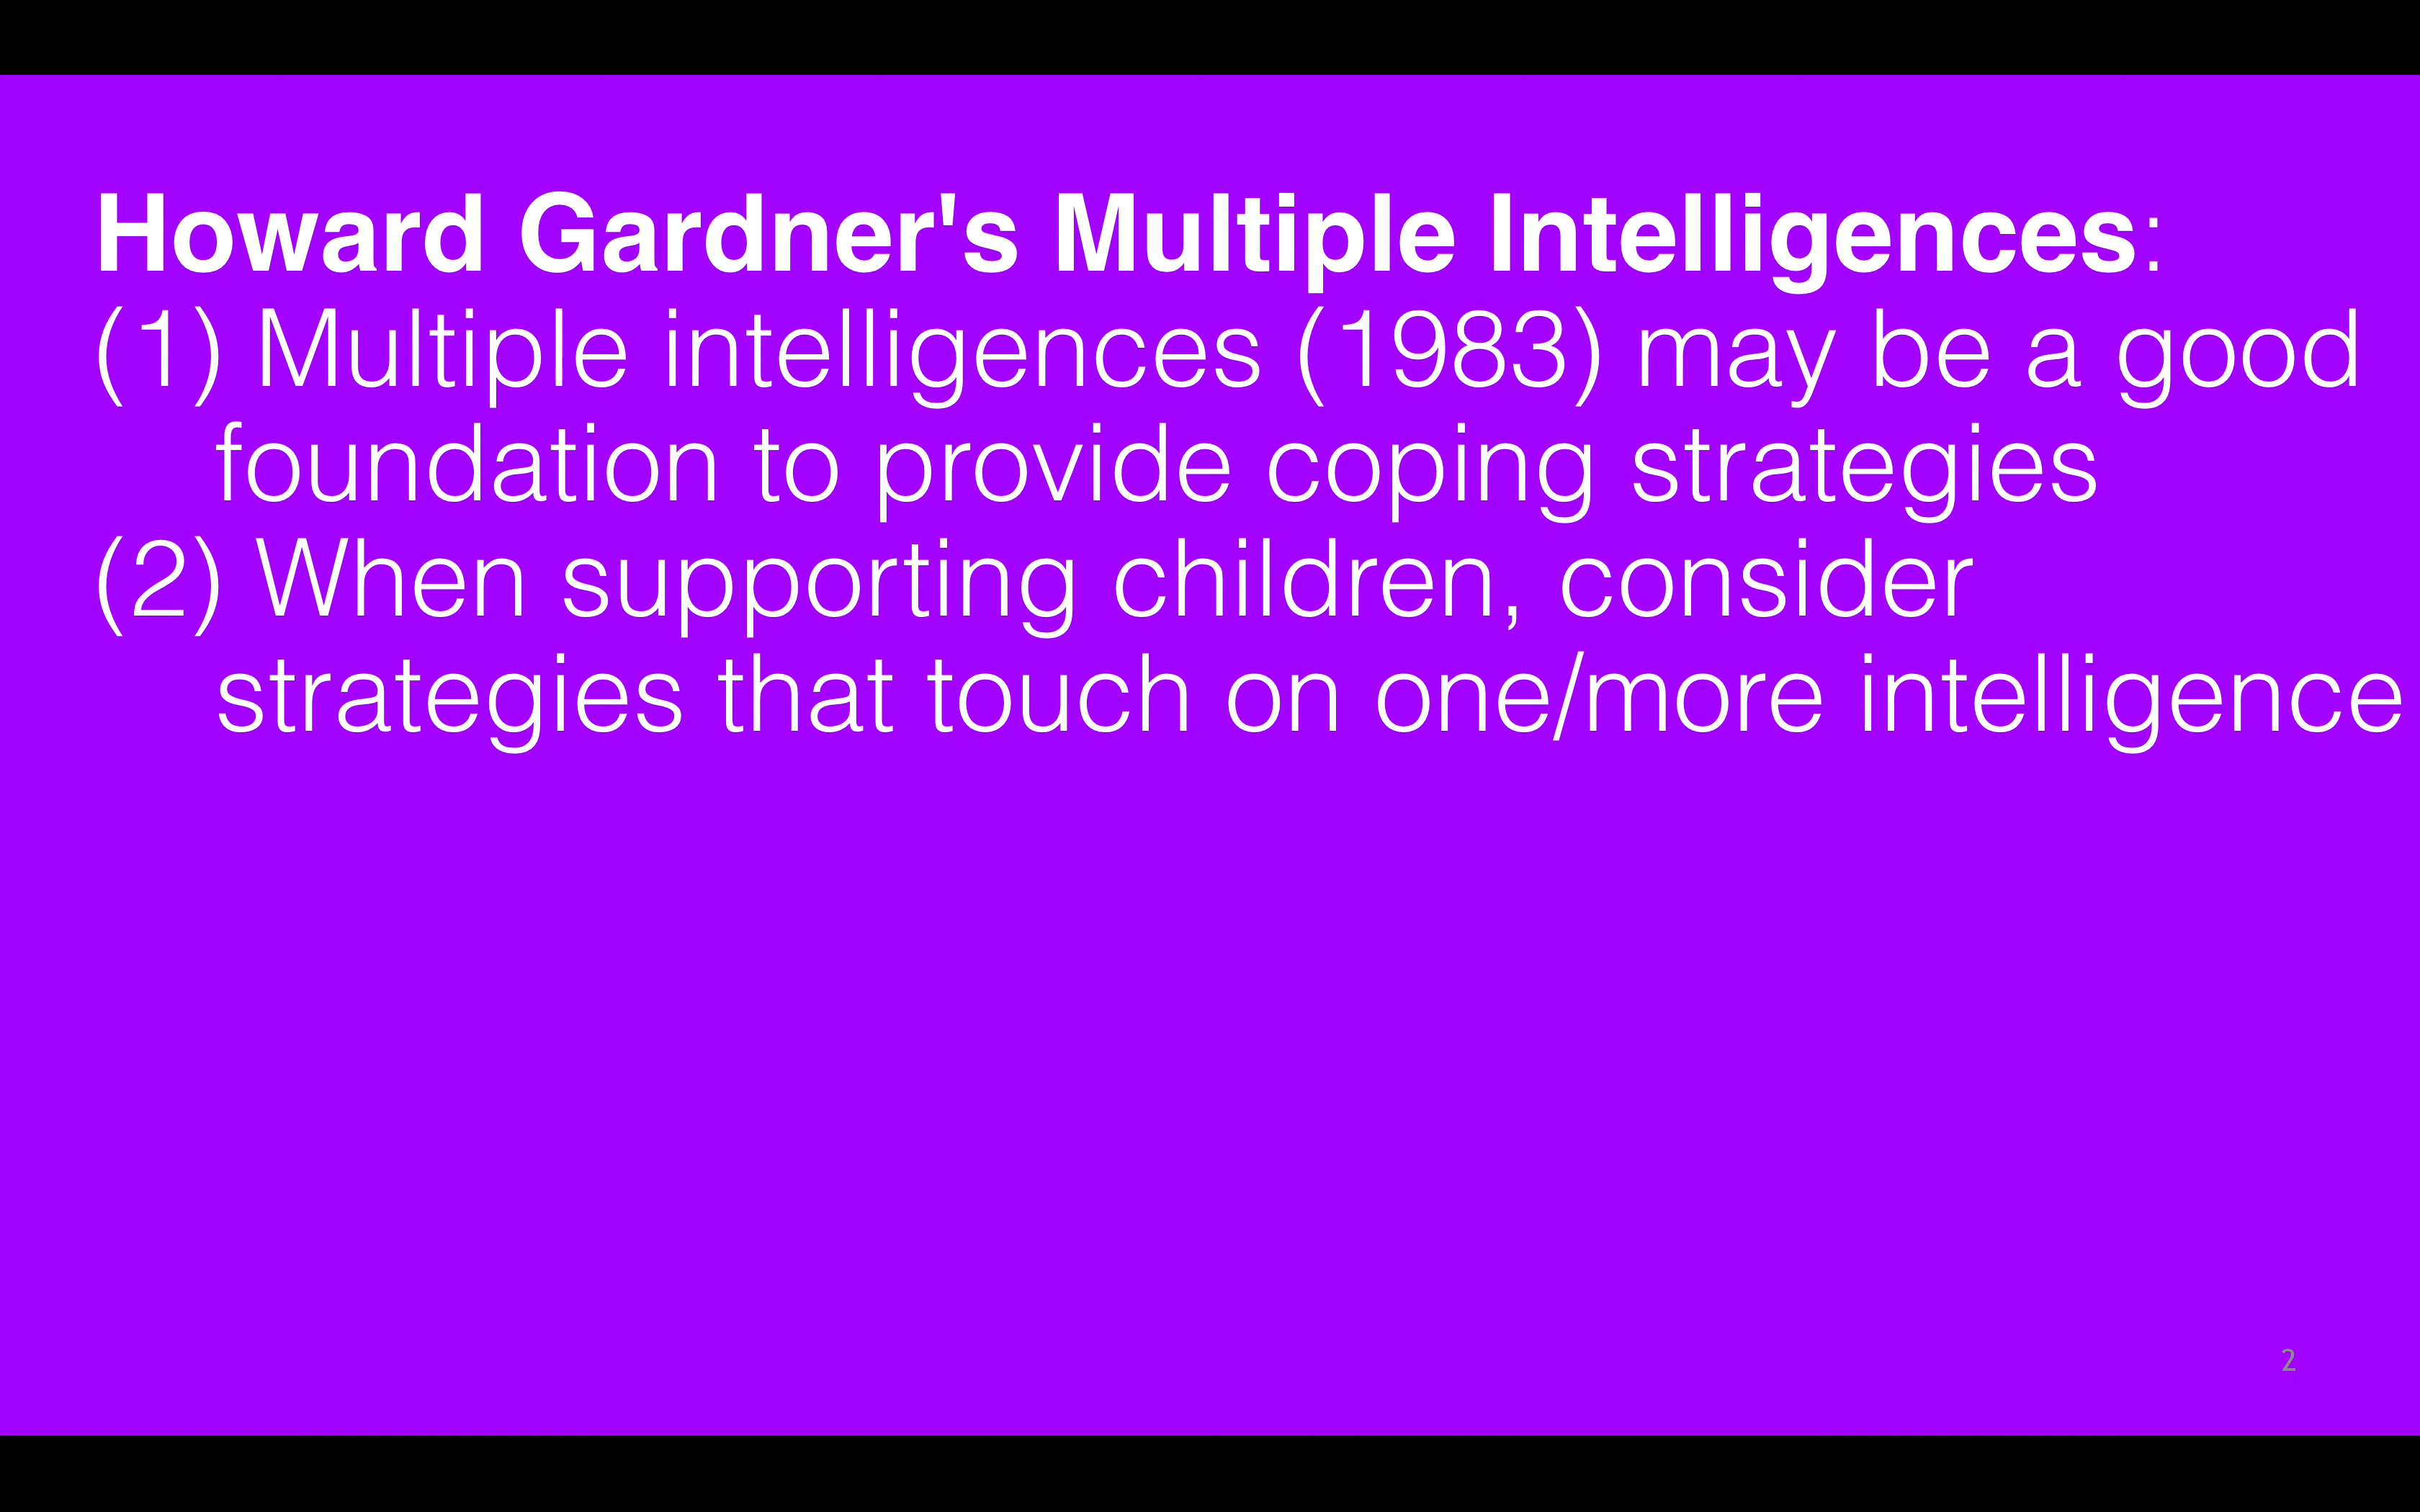 Howard Gardner's Multiple Intelligences:
(1) Multiple intelligences (1983) may be a good
foundation to provide coping strategies
(2) When supporting children, consider
strategies that touch on one/more intelligence
2